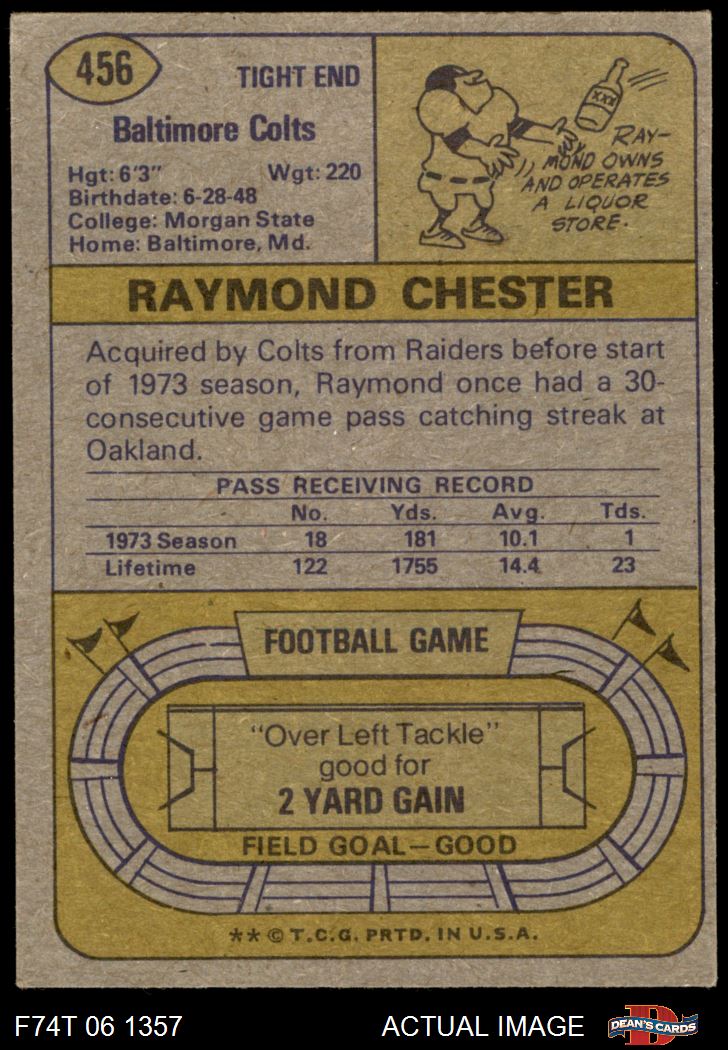 456
TIGHT END
Baltimore Colts
Hgt: 6'3" Wgt: 220
Birthdate: 6-28-48
College: Morgan State
Home: Baltimore, Md.
XXX
RAY-
MOND OWNS
AND OPERATES
A LIQUOR
STORE.
RAYMOND CHESTER
Acquired by Colts from Raiders before start
of 1973 season, Raymond once had a 30-
consecutive game pass catching streak at
Oakland.
PASS RECEIVING RECORD
No. Yds. Avg. Tds.
1973 Season 18 181 10.1 1
Lifetime 122 1755 14.4 23
FOOTBALL GAME
"Over Left Tackle"
good for
2 YARD GAIN
FIELD GOAL—GOOD
** © T.C.G. PRTD. IN U.S.A.
F74T 06 1357 ACTUAL IMAGE
D
DEAN'S CARDS